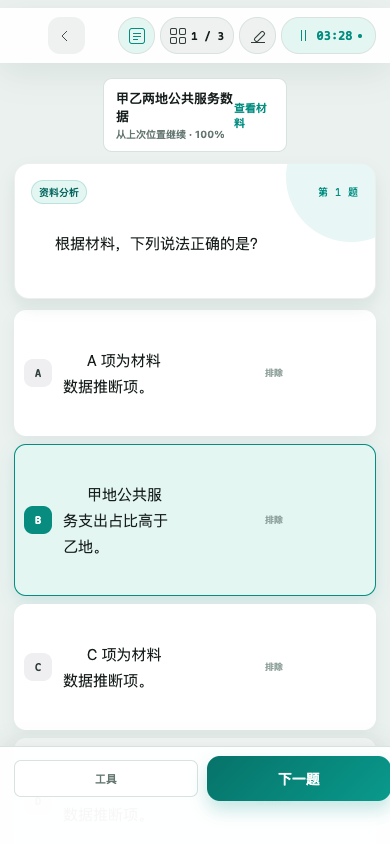 1 / 3
03:28
甲乙两地公共服务数据
查看材料
从上次位置继续 · 100%
资料分析
第 1 题
根据材料，下列说法正确的是?
A
A 项为材料
数据推断项。
排除
B
甲地公共服
务支出占比高于
乙地。
排除
C
C 项为材料
数据推断项。
排除
数据推断项。
工具
下一题